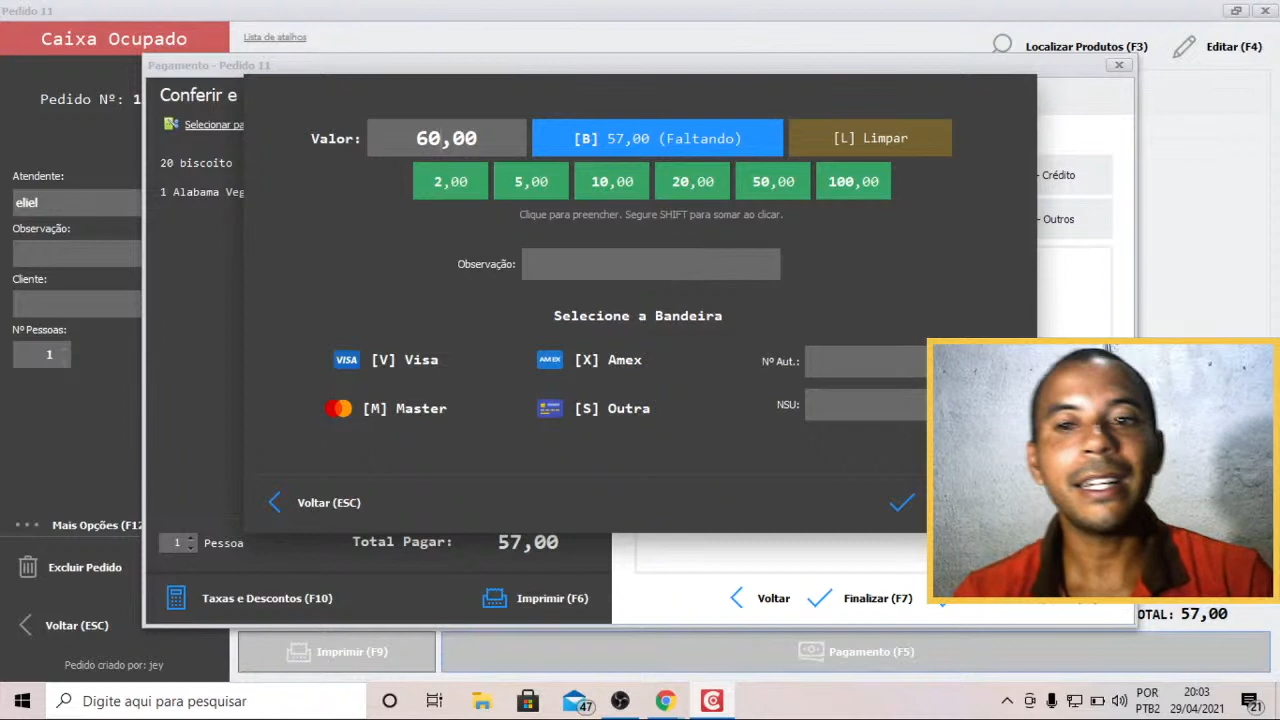 Pedido 11
Caixa Ocupado
Lista de atalhos
Localizar Produtos (F3)
Editar (F4)
Pagamento - Pedido 11
Pedido Nº: 1
Conferir e
Selecionar pa
Valor:
60,00
[B] 57,00 (Faltando)
[L] Limpar
20 biscoito
1 Alabama Veg
2,00
5,00
10,00
20,00
50,00
100,00
- Crédito
- Outros
Clique para preencher. Segure SHIFT para somar ao clicar.
Atendente:
eliel
Observação:
Cliente:
Nº Pessoas:
1
Observação:
Selecione a Bandeira
VISA
[V] Visa
AMEX
[X] Amex
Nº Aut.:
[M] Master
[S] Outra
NSU:
Voltar (ESC)
Mais Opções (F12
1
Pessoa
Total Pagar:
57,00
Excluir Pedido
Taxas e Descontos (F10)
Imprimir (F6)
Voltar
Finalizar (F7)
OTAL: 57,00
Voltar (ESC)
Imprimir (F9)
Pagamento (F5)
Pedido criado por: jey
Digite aqui para pesquisar
47
POR
PTB2
20:03
29/04/2021
21